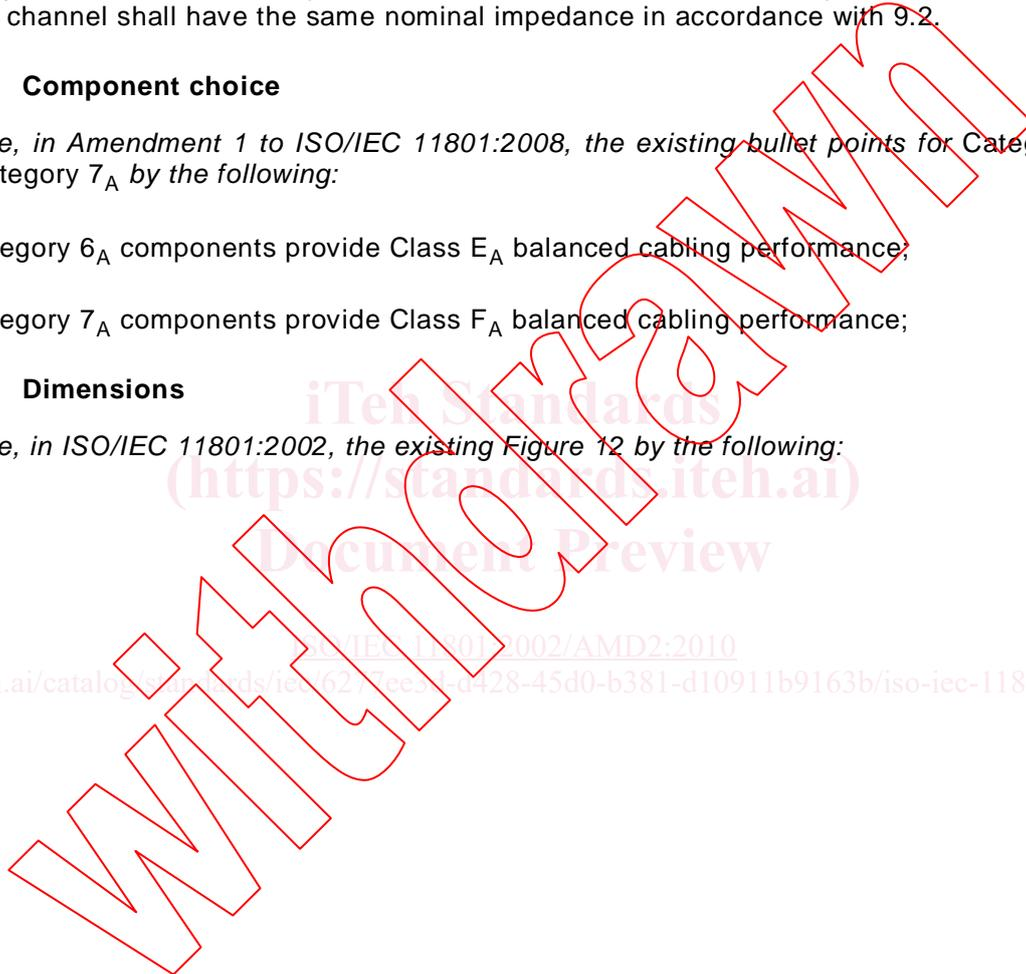 channel shall have the same nominal impedance in accordance with 9.2.
Component choice
e, in Amendment 1 to ISO/IEC 11801:2008, the existing bullet points for Categ
tegory 7A by the following:
egory 6A components provide Class EA balanced cabling performance;
egory 7A components provide Class FA balanced cabling performance;
Dimensions
iTeh Standards
e, in ISO/IEC 11801:2002, the existing Figure 12 by the following:
(https://standards.iteh.ai)
Document Preview
ISO/IEC 11801:2002/AMD2:2010
.ai/catalog/standards/iec/6277ee3d-d428-45d0-b381-d10911b9163b/iso-iec-118
withdrawn